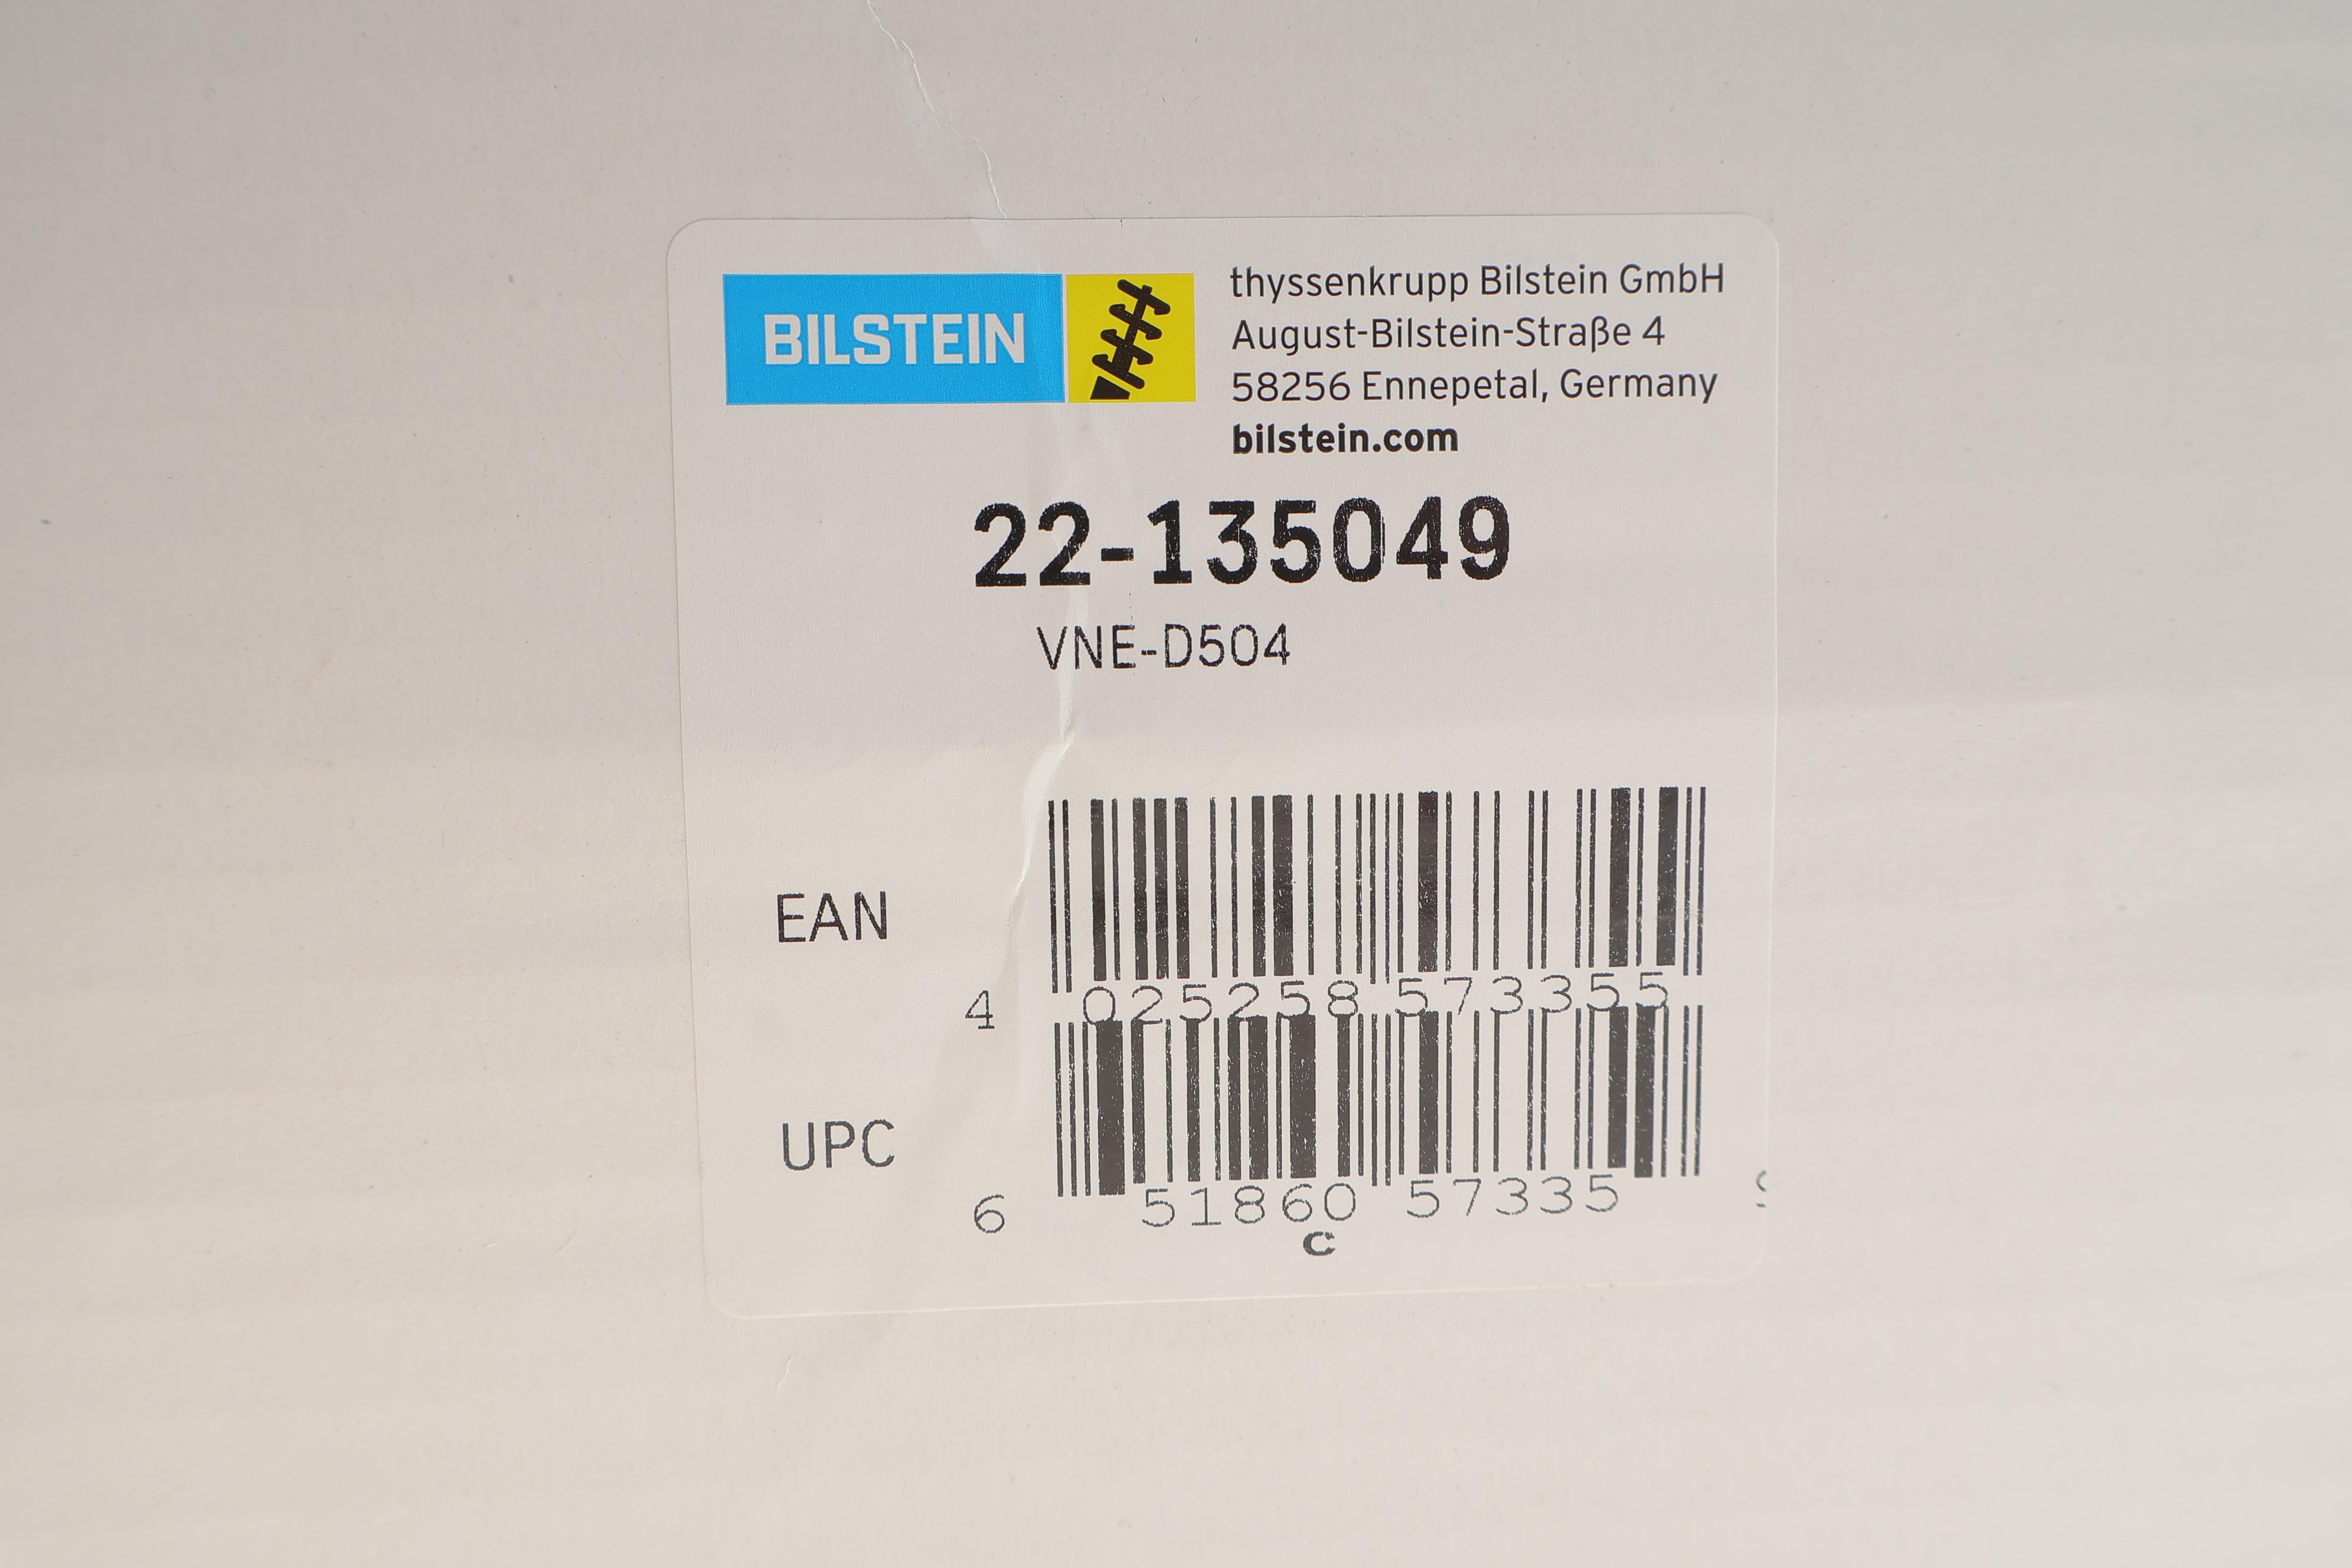 BILSTEIN
thyssenkrupp Bilstein GmbH
August-Bilstein-Straße 4
58256 Ennepetal, Germany
bilstein.com
22-135049
VNE-D504
EAN
4 025258 573355
UPC
6 51860 57335
C